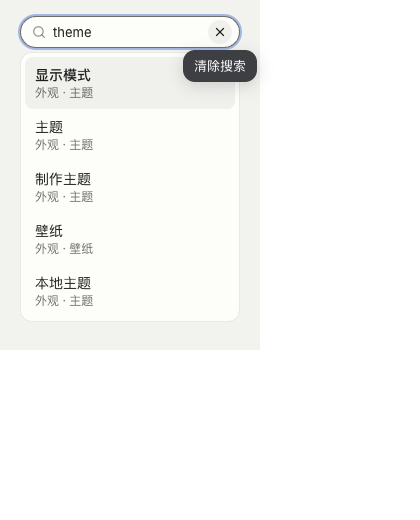 theme
清除搜索
显示模式
外观 · 主题
主题
外观 · 主题
制作主题
外观 · 主题
壁纸
外观 · 壁纸
本地主题
外观 · 主题